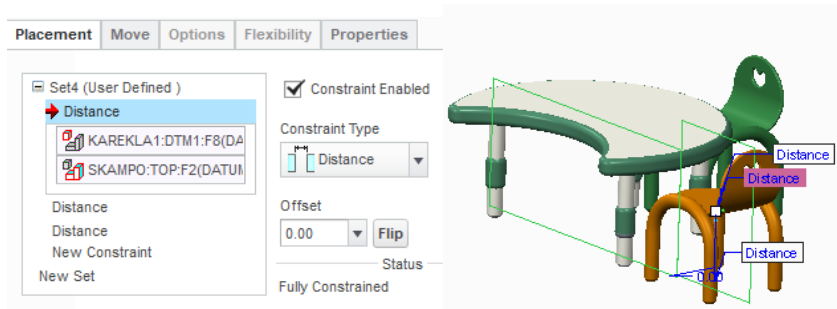 Placement Move Options Flexibility Properties
Set4 (User Defined )
Distance
KAREKLA1:DTM1:F8(DA
SKAMPO:TOP:F2(DATUM
Distance
Distance
New Constraint
New Set
Constraint Enabled
Constraint Type
Distance
Offset
0.00 Flip
Status
Fully Constrained
Distance
Distance
Distance
0.00